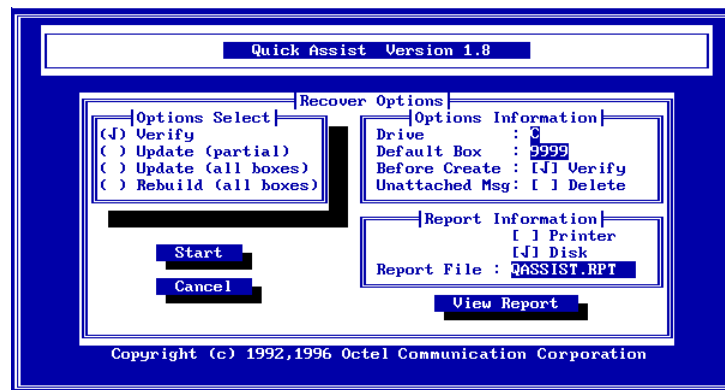 Quick Assist Version 1.8
Recover Options
Options Select
(√) Verify
( ) Update (partial)
( ) Update (all boxes)
( ) Rebuild (all boxes)
Options Information
Drive : C
Default Box : 9999
Before Create : [√] Verify
Unattached Msg: [ ] Delete
Report Information
[ ] Printer
[√] Disk
Report File : QASSIST.RPT
Start
Cancel
View Report
Copyright (c) 1992,1996 Octel Communication Corporation